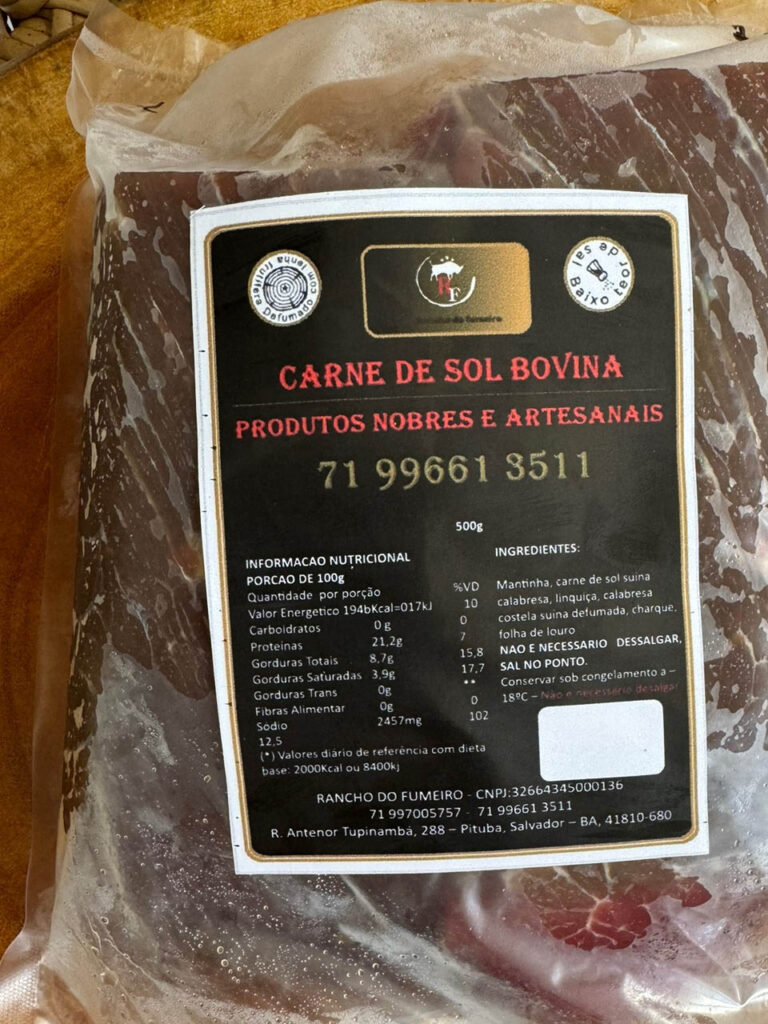 Defumado com lenha frutífera
RF
Rancho do fumeiro
Baixo teor de sal
CARNE DE SOL BOVINA
PRODUTOS NOBRES E ARTESANAIS
71 99661 3511
500g
INFORMACAO NUTRICIONAL
PORCAO DE 100g
Quantidade por porção %VD
Valor Energetico 194bKcal=017kJ 10
Carboidratos 0 g 0
Proteinas 21,2g 7
Gorduras Totais 8,7g 15,8
Gorduras Saturadas 3,9g 17,7
Gorduras Trans 0g **
Fibras Alimentar 0g 0
Sódio 2457mg 102
12,5
(*) Valores diário de referência com dieta
base: 2000Kcal ou 8400kj
INGREDIENTES:
Mantinha, carne de sol suina
calabresa, linquiça, calabresa
costela suina defumada, charque,
folha de louro
NAO E NECESSARIO DESSALGAR,
SAL NO PONTO.
Conservar sob congelamento a –
18ºC – Não e necessério desalgar
RANCHO DO FUMEIRO - CNPJ:32664345000136
71 997005757 - 71 99661 3511
R. Antenor Tupinambá, 288 – Pituba, Salvador – BA, 41810-680